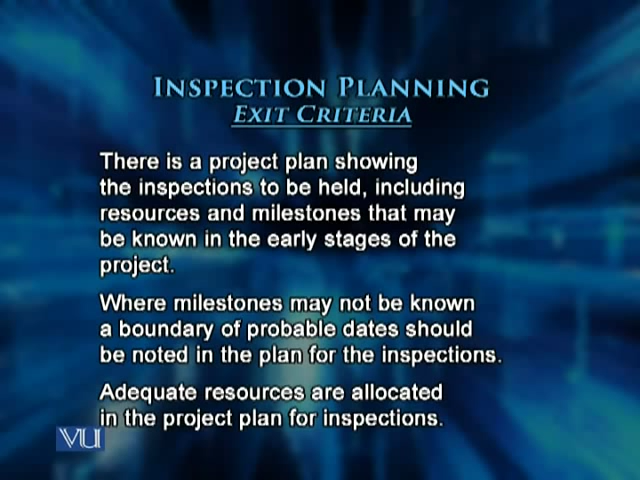 INSPECTION PLANNING
EXIT CRITERIA
There is a project plan showing
the inspections to be held, including
resources and milestones that may
be known in the early stages of the
project.
Where milestones may not be known
a boundary of probable dates should
be noted in the plan for the inspections.
Adequate resources are allocated
in the project plan for inspections.
VU